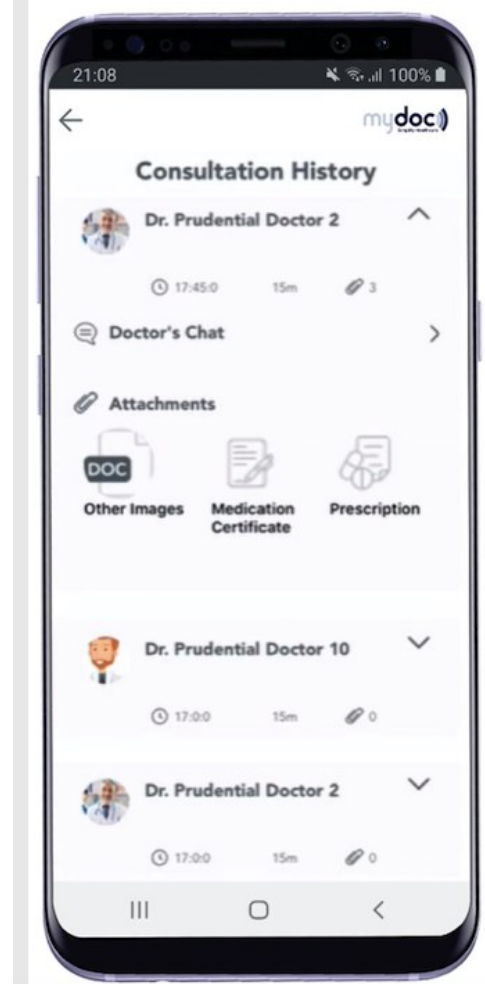 21:08 100%
mydoc
Consultation History
Dr. Prudential Doctor 2
17:45:0 15m 3
Doctor's Chat
Attachments
DOC
Other Images Medication Certificate Prescription
Dr. Prudential Doctor 10
17:0:0 15m 0
Dr. Prudential Doctor 2
17:0:0 15m 0